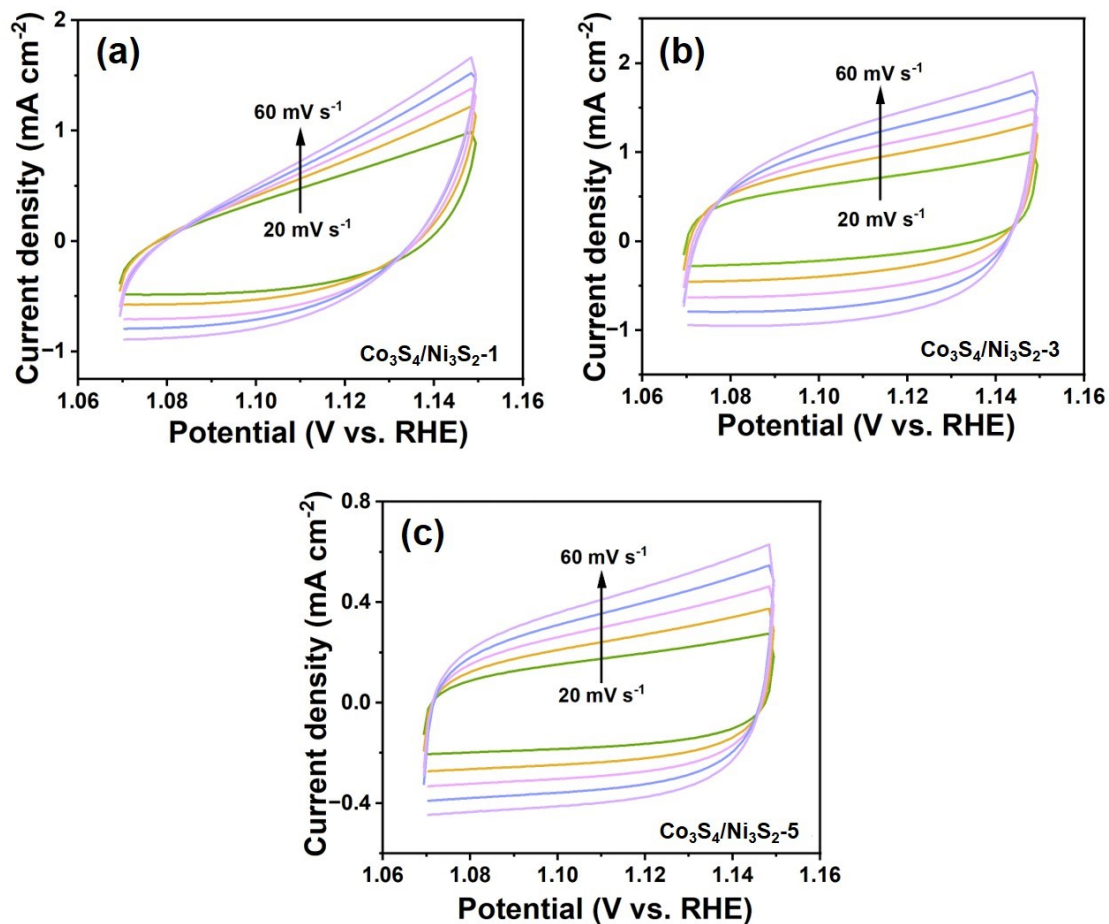 (a)
Current density (mA cm⁻²)
2
1
0
−1
60 mV s⁻¹
20 mV s⁻¹
Co₃S₄/Ni₃S₂-1
1.06 1.08 1.10 1.12 1.14 1.16
Potential (V vs. RHE)
(b)
Current density (mA cm⁻²)
2
1
0
−1
60 mV s⁻¹
20 mV s⁻¹
Co₃S₄/Ni₃S₂-3
1.06 1.08 1.10 1.12 1.14 1.16
Potential (V vs. RHE)
(c)
Current density (mA cm⁻²)
0.8
0.4
0.0
−0.4
60 mV s⁻¹
20 mV s⁻¹
Co₃S₄/Ni₃S₂-5
1.06 1.08 1.10 1.12 1.14 1.16
Potential (V vs. RHE)